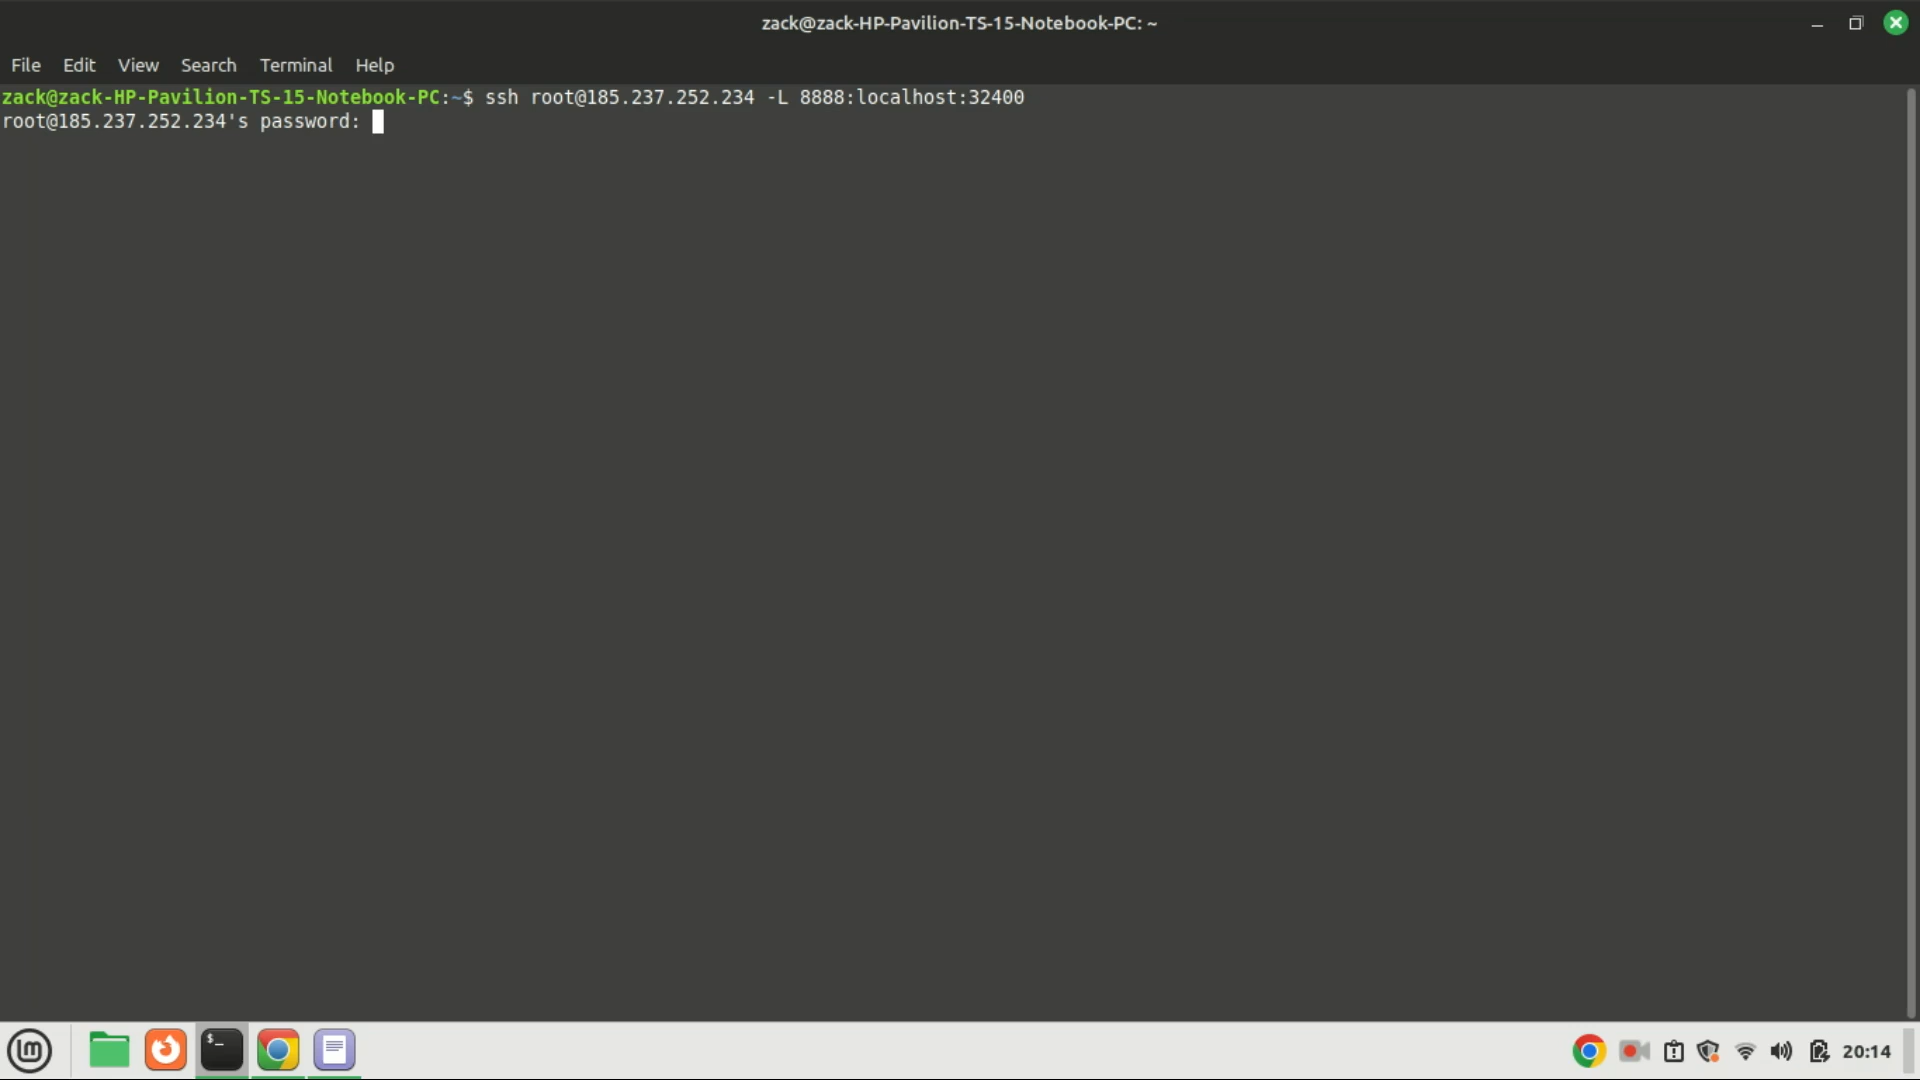 zack@zack-HP-Pavilion-TS-15-Notebook-PC: ~
File Edit View Search Terminal Help
zack@zack-HP-Pavilion-TS-15-Notebook-PC:~$ ssh root@185.237.252.234 -L 8888:localhost:32400
root@185.237.252.234's password:
$_
20:14